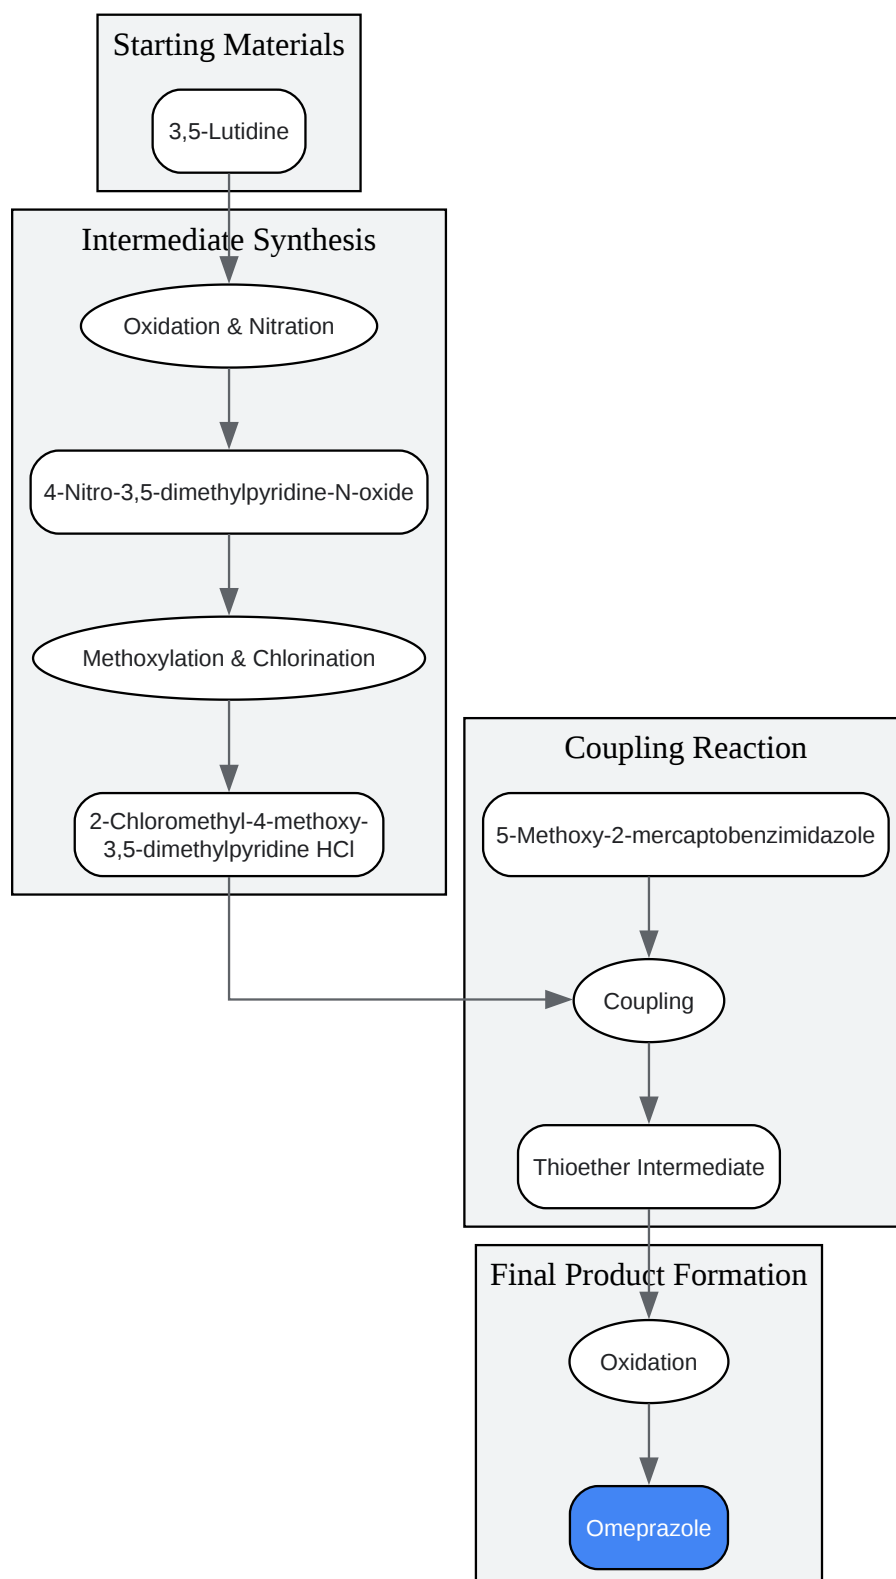 Starting Materials
3,5-Lutidine
Intermediate Synthesis
Oxidation & Nitration
4-Nitro-3,5-dimethylpyridine-N-oxide
Methoxylation & Chlorination
2-Chloromethyl-4-methoxy-
3,5-dimethylpyridine HCl
Coupling Reaction
5-Methoxy-2-mercaptobenzimidazole
Coupling
Thioether Intermediate
Final Product Formation
Oxidation
Omeprazole